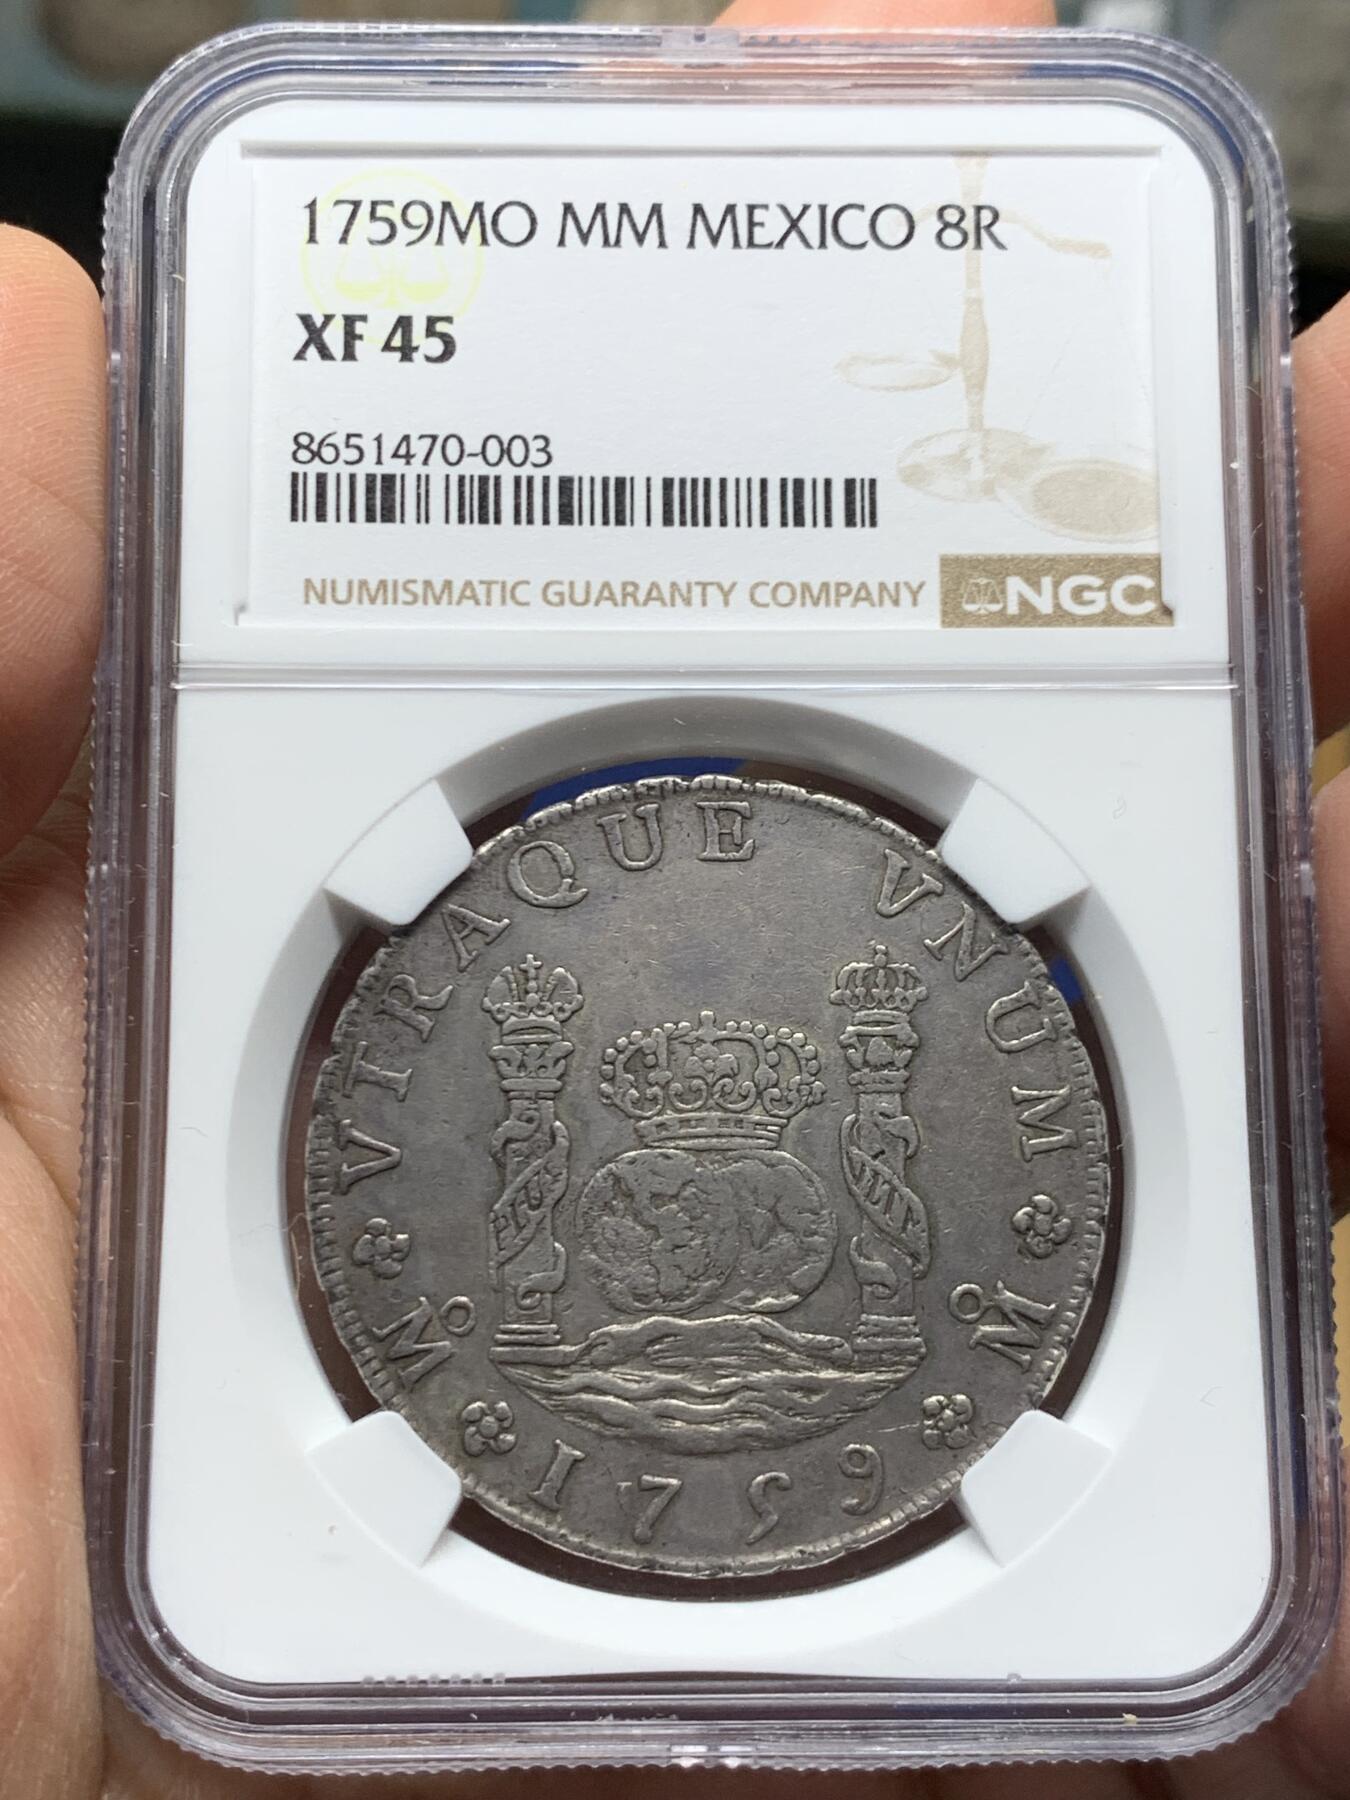 1759MO MM MEXICO 8R
XF 45
8651470-003
NUMISMATIC GUARANTY COMPANY
NGC
VTRAQUE VNUM
M° 1759 M°